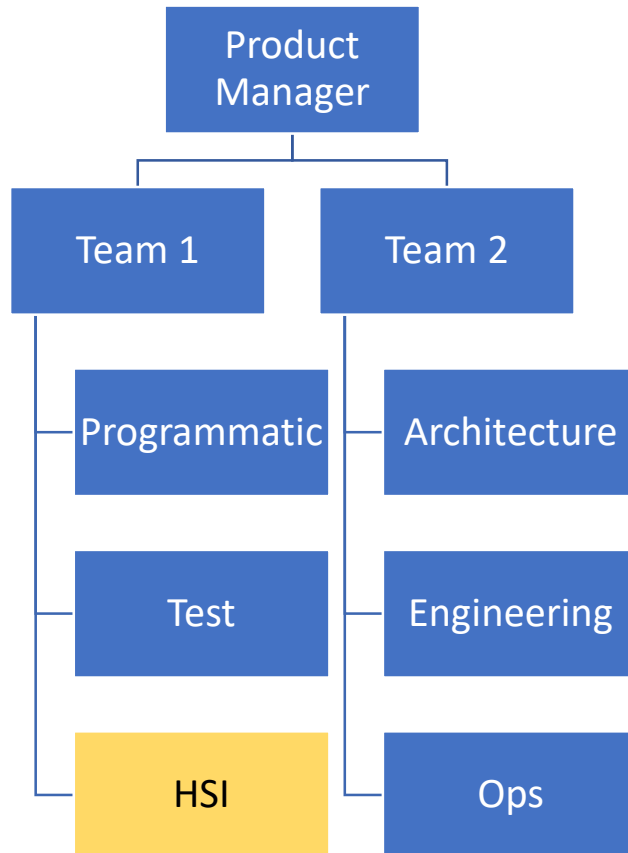 Product
Manager
Team 1
Team 2
Programmatic
Architecture
Test
Engineering
HSI
Ops